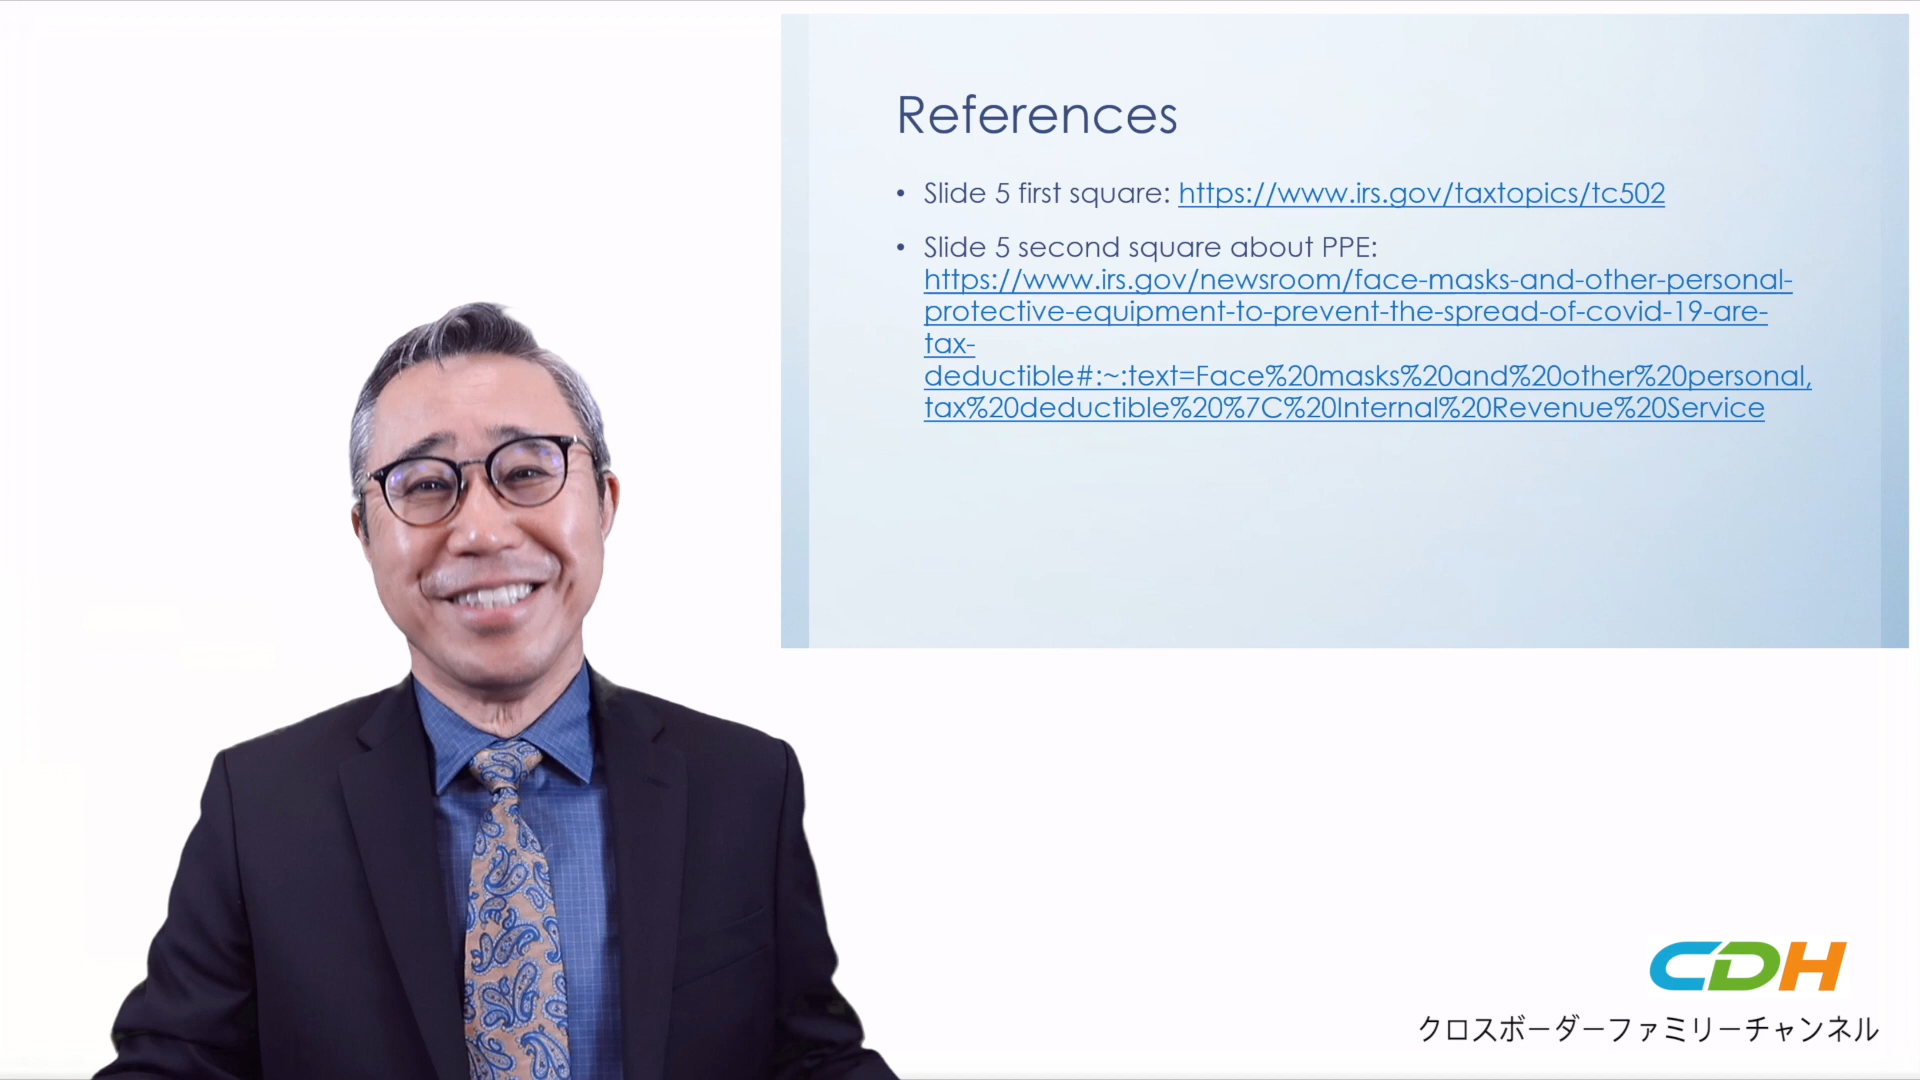 References
• Slide 5 first square: https://www.irs.gov/taxtopics/tc502
• Slide 5 second square about PPE:
https://www.irs.gov/newsroom/face-masks-and-other-personal-
protective-equipment-to-prevent-the-spread-of-covid-19-are-
tax-
deductible#:~:text=Face%20masks%20and%20other%20personal,
tax%20deductible%20%7C%20Internal%20Revenue%20Service
CDH
クロスボーダーファミリーチャンネル